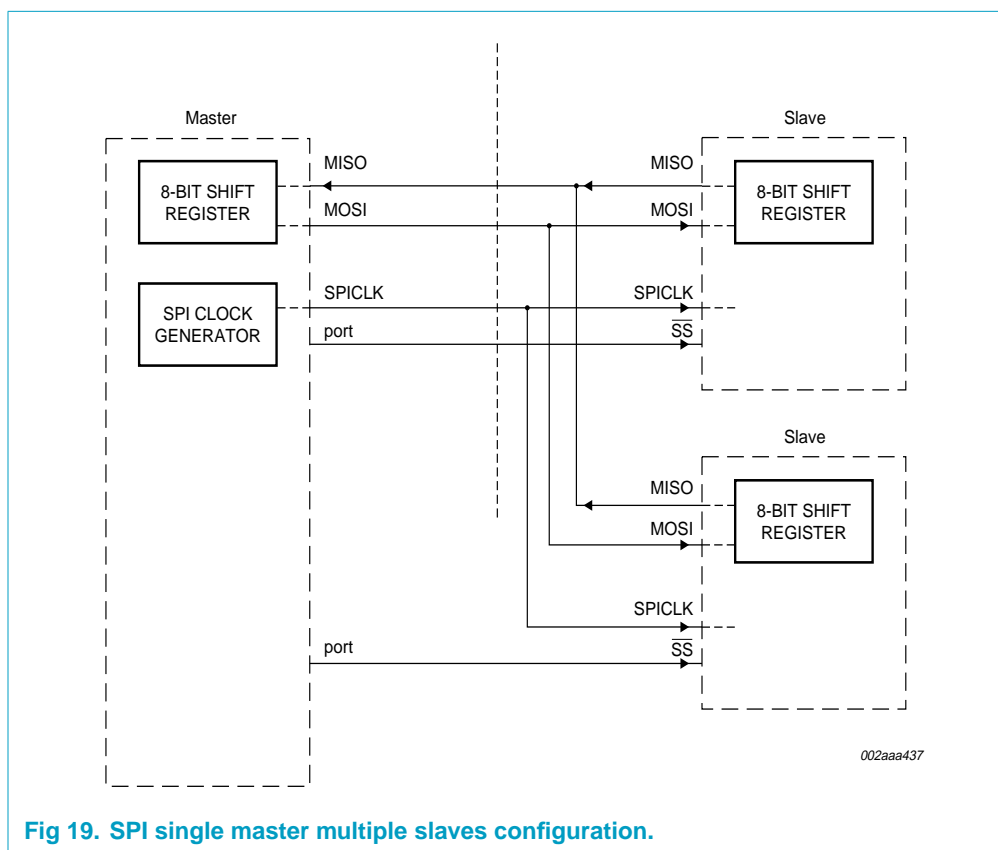 Master
Slave
MISO
MISO
8-BIT SHIFT
REGISTER
8-BIT SHIFT
REGISTER
MOSI
MOSI
SPICLK
SPICLK
SPI CLOCK
GENERATOR
port
SS
Slave
MISO
8-BIT SHIFT
REGISTER
MOSI
SPICLK
port
SS
002aaa437
Fig 19. SPI single master multiple slaves configuration.